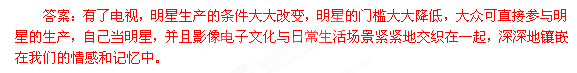 答案：有了电视，明星生产的条件大大改变，明星的门槛大大降低，大众可直接参与明
星的生产，自己当明星，并且影像电子文化与日常生活场景紧紧地交织在一起，深深地镶嵌
在我们的情感和记忆中。